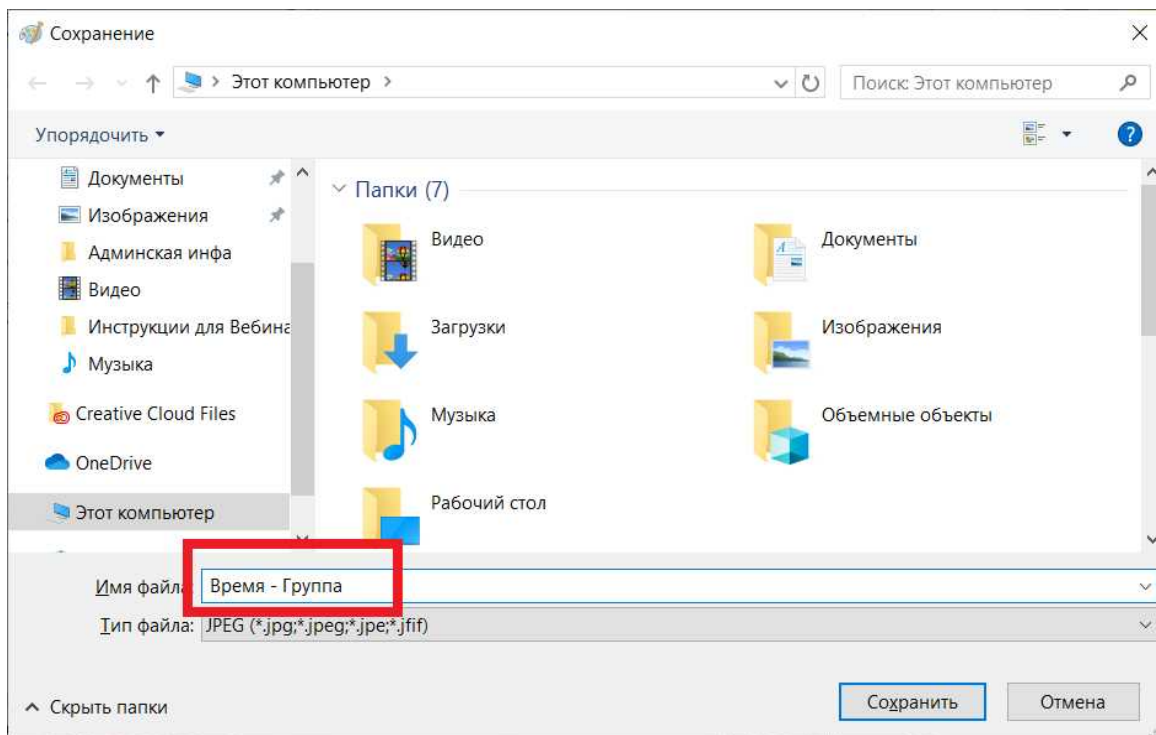 Сохранение
Этот компьютер
Поиск: Этот компьютер
Упорядочить
Документы
Изображения
Админская инфа
Видео
Инструкции для Вебина
Музыка
Creative Cloud Files
OneDrive
Этот компьютер
Папки (7)
Видео
Документы
Загрузки
Изображения
Музыка
Объемные объекты
Рабочий стол
Имя файла: Время - Группа
Тип файла: JPEG (*.jpg;*.jpeg;*.jpe;*.jfif)
Скрыть папки
Сохранить
Отмена